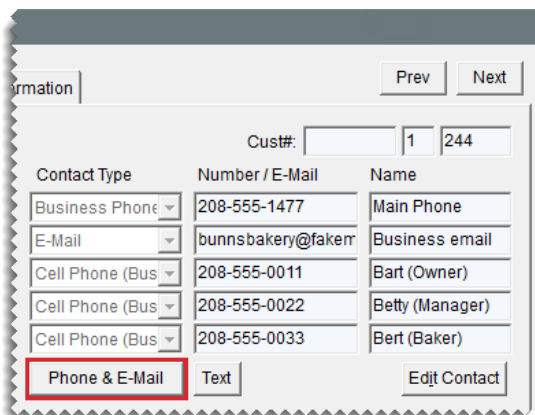 Prev Next
rmation
Cust#: 1 244
Contact Type Number / E-Mail Name
Business Phone 208-555-1477 Main Phone
E-Mail bunnsbakery@fakem Business email
Cell Phone (Bus 208-555-0011 Bart (Owner)
Cell Phone (Bus 208-555-0022 Betty (Manager)
Cell Phone (Bus 208-555-0033 Bert (Baker)
Phone & E-Mail Text Edit Contact